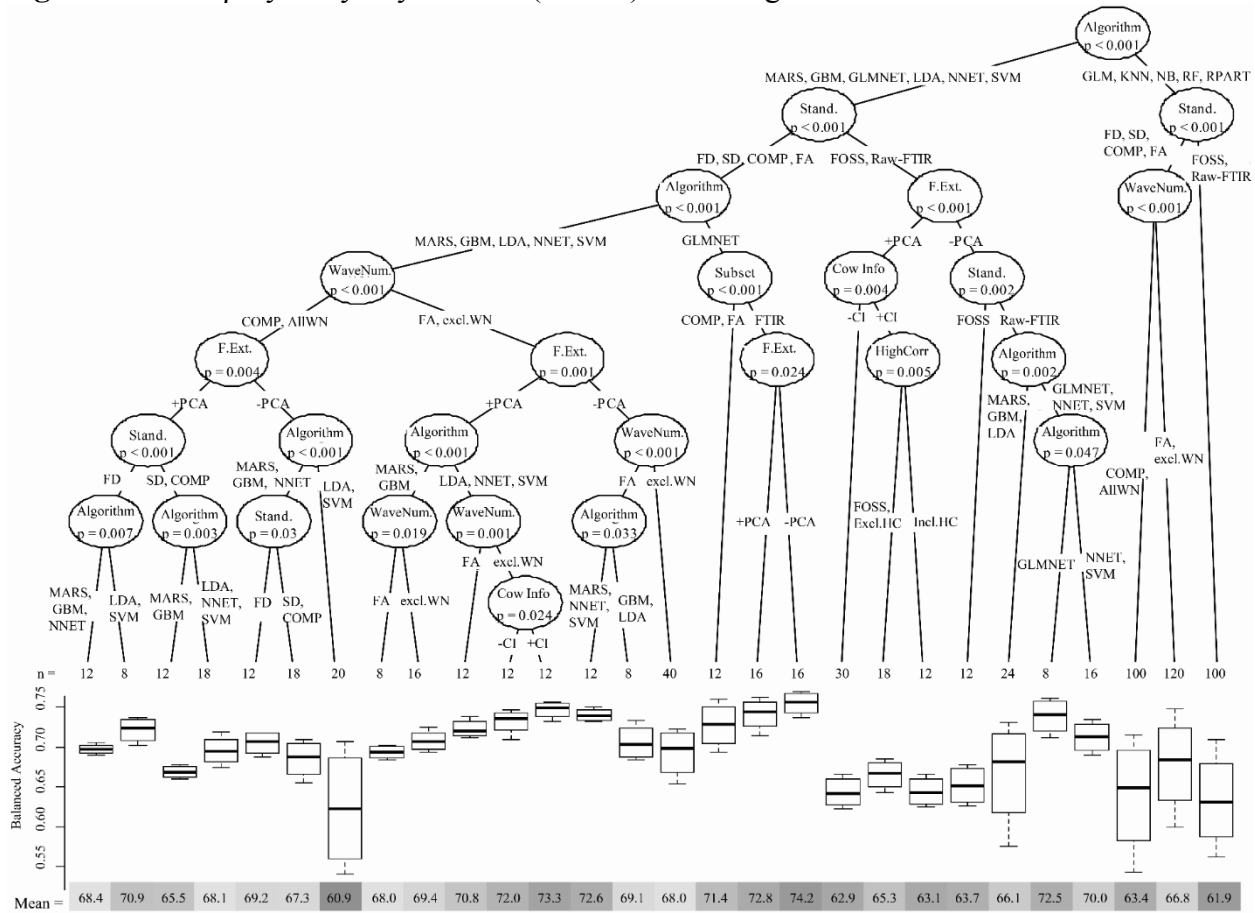 Algorithm
p < 0.001
MARS, GBM, GLMNET, LDA, NNET, SVM
GLM, KNN, NB, RF, RPART
Stand.
p < 0.001
Stand.
p < 0.001
FD, SD, COMP, FA
FOSS, Raw-FTIR
FD, SD,
COMP, FA
FOSS,
Raw-FTIR
Algorithm
p < 0.001
F.Ext.
p < 0.001
WaveNum.
p < 0.001
MARS, GBM, LDA, NNET, SVM
GLMNET
+PCA
-PCA
WaveNum.
p < 0.001
Subset
p < 0.001
Cow Info
p = 0.004
Stand.
p = 0.002
COMP, AllWN
FA, excl.WN
COMP, FA
FTIR
-CI
+CI
FOSS
Raw-FTIR
F.Ext.
p = 0.004
F.Ext.
p = 0.001
F.Ext.
p = 0.024
HighCorr
p = 0.005
Algorithm
p = 0.002
+PCA
-PCA
+PCA
-PCA
MARS,
GBM,
LDA
GLMNET,
NNET, SVM
Stand.
p < 0.001
Algorithm
p < 0.001
Algorithm
p < 0.001
WaveNum.
p < 0.001
Algorithm
p = 0.047
FD
SD, COMP
MARS,
GBM, NNET
LDA,
SVM
MARS,
GBM
LDA, NNET, SVM
FA
excl.WN
COMP,
AllWN
FA,
excl.WN
Algorithm
p = 0.007
Algorithm
p = 0.003
Stand.
p = 0.03
WaveNum.
p = 0.019
WaveNum.
p = 0.001
Algorithm
p = 0.033
+PCA
-PCA
FOSS,
Excl.HC
Incl.HC
GLMNET
NNET,
SVM
MARS,
GBM,
NNET
LDA,
SVM
MARS,
GBM
LDA,
NNET,
SVM
FD
SD,
COMP
FA
excl.WN
FA
excl.WN
MARS,
NNET,
SVM
GBM,
LDA
Cow Info
p = 0.024
-CI
+CI
n = 12 8 12 18 12 18 20 8 16 12 12 12 12 8 40 12 16 16 30 18 12 12 24 8 16 100 120 100
Balanced Accuracy
0.75
0.70
0.65
0.60
0.55
Mean = 68.4 70.9 65.5 68.1 69.2 67.3 60.9 68.0 69.4 70.8 72.0 73.3 72.6 69.1 68.0 71.4 72.8 74.2 62.9 65.3 63.1 63.7 66.1 72.5 70.0 63.4 66.8 61.9